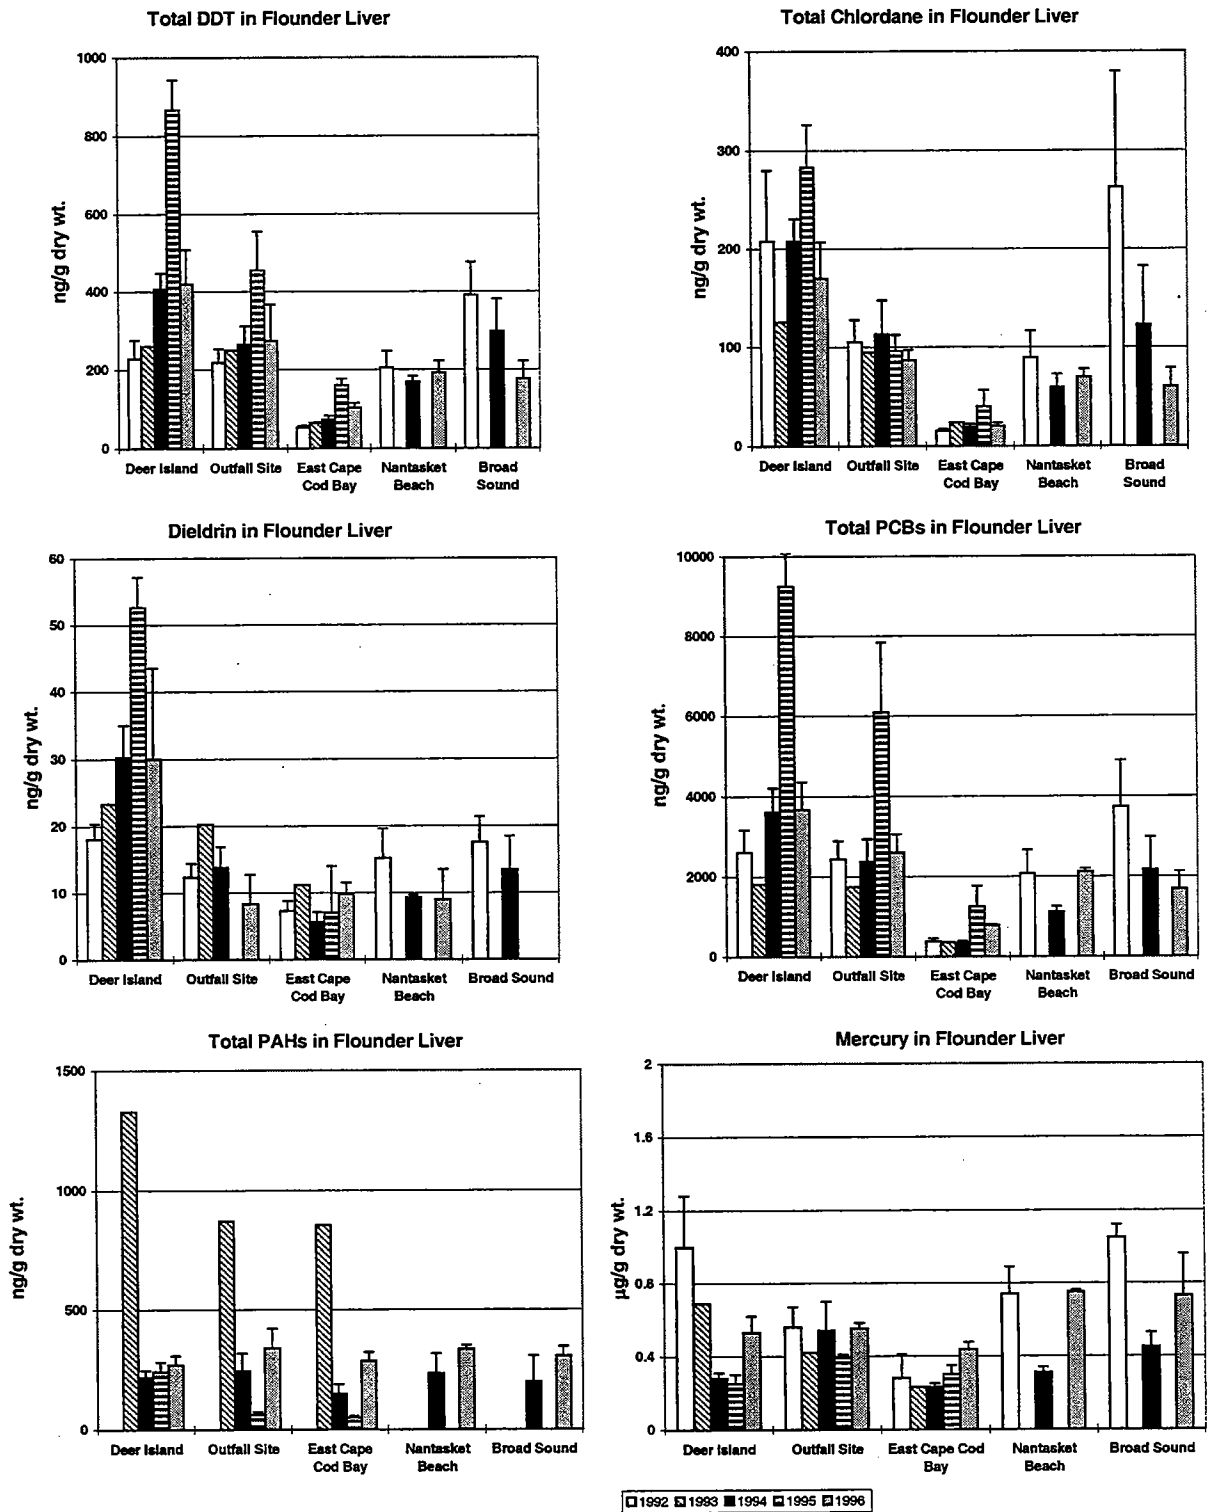 Total DDT in Flounder Liver
ng/g dry wt.
1000
800
600
400
200
0
Deer Island Outfall Site East Cape Nantasket Broad
Cod Bay Beach Sound
Total Chlordane in Flounder Liver
ng/g dry wt.
400
300
200
100
0
Deer Island Outfall Site East Cape Nantasket Broad
Cod Bay Beach Sound
Dieldrin in Flounder Liver
ng/g dry wt.
60
50
40
30
20
10
0
Deer Island Outfall Site East Cape Nantasket Broad Sound
Cod Bay Beach
Total PCBs in Flounder Liver
ng/g dry wt.
10000
8000
6000
4000
2000
0
Deer Island Outfall Site East Cape Nantasket Broad Sound
Cod Bay Beach
Total PAHs in Flounder Liver
ng/g dry wt.
1500
1000
500
0
Deer Island Outfall Site East Cape Nantasket Broad Sound
Cod Bay Beach
Mercury in Flounder Liver
µg/g dry wt.
2
1.6
1.2
0.8
0.4
0
Deer Island Outfall Site East Cape Cod Nantasket Broad Sound
Bay Beach
1992 1993 1994 1995 1996